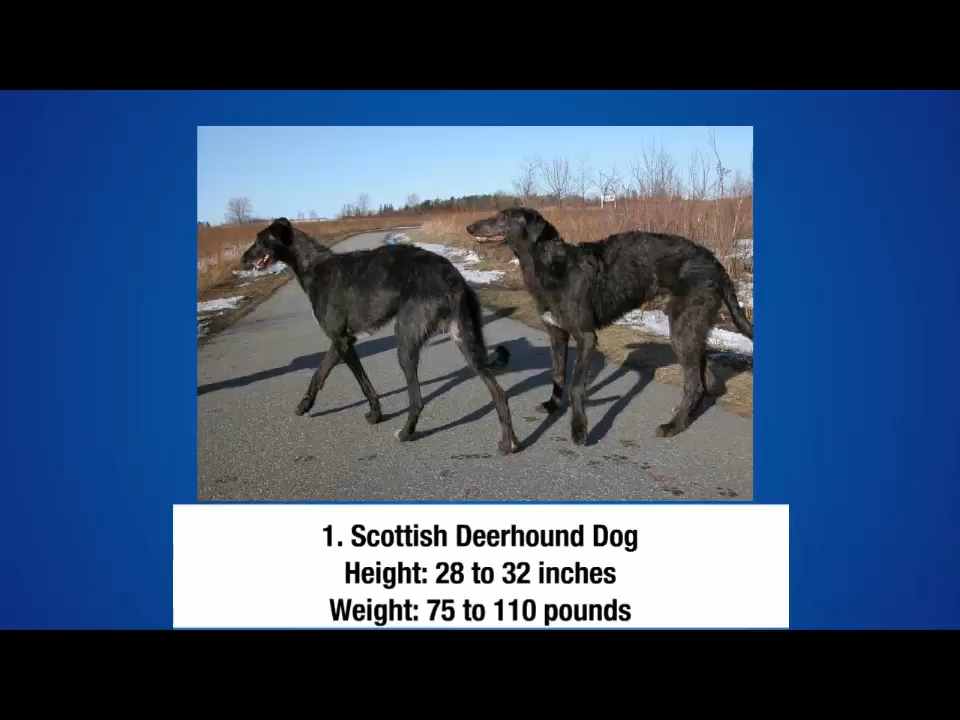 1. Scottish Deerhound Dog
Height: 28 to 32 inches
Weight: 75 to 110 pounds